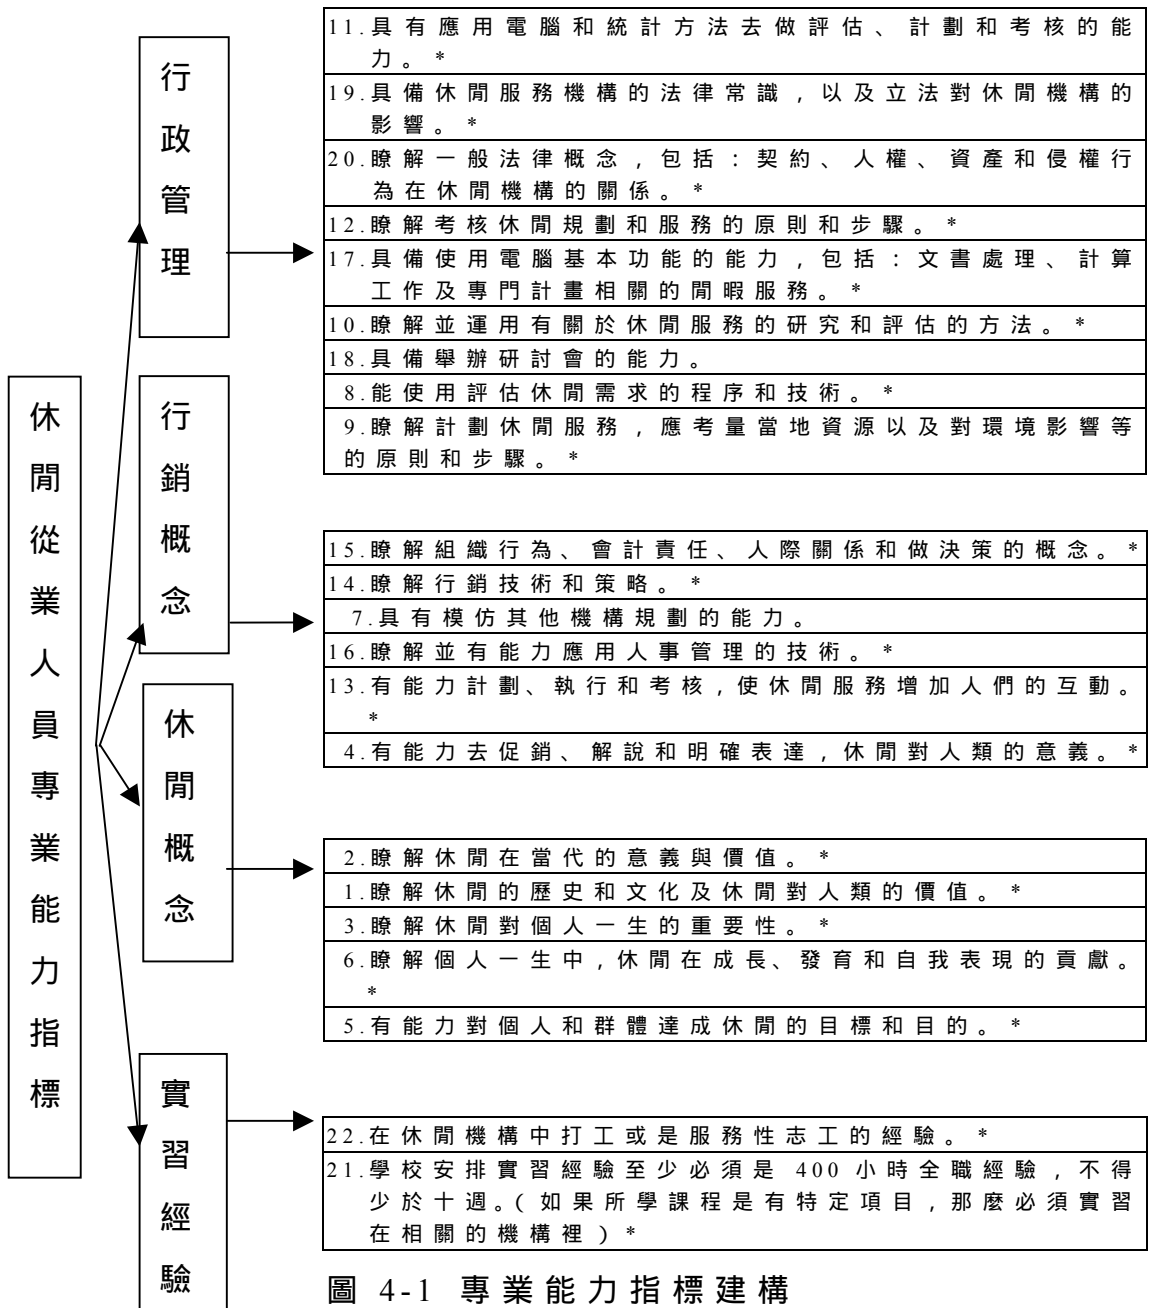 休閒從業人員專業能力指標
行政管理
11.具有應用電腦和統計方法去做評估、計劃和考核的能
力。*
19.具備休閒服務機構的法律常識,以及立法對休閒機構的
影響。*
20.瞭解一般法律概念,包括:契約、人權、資產和侵權行
為在休閒機構的關係。*
12.瞭解考核休閒規劃和服務的原則和步驟。*
17.具備使用電腦基本功能的能力,包括:文書處理、計算
工作及專門計畫相關的閒暇服務。*
10.瞭解並運用有關於休閒服務的研究和評估的方法。*
18.具備舉辦研討會的能力。
8.能使用評估休閒需求的程序和技術。*
9.瞭解計劃休閒服務,應考量當地資源以及對環境影響等
的原則和步驟。*
行銷概念
15.瞭解組織行為、會計責任、人際關係和做決策的概念。*
14.瞭解行銷技術和策略。*
7.具有模仿其他機構規劃的能力。
16.瞭解並有能力應用人事管理的技術。*
13.有能力計劃、執行和考核,使休閒服務增加人們的互動。
*
4.有能力去促銷、解說和明確表達,休閒對人類的意義。*
休閒概念
2.瞭解休閒在當代的意義與價值。*
1.瞭解休閒的歷史和文化及休閒對人類的價值。*
3.瞭解休閒對個人一生的重要性。*
6.瞭解個人一生中,休閒在成長、發育和自我表現的貢獻。
*
5.有能力對個人和群體達成休閒的目標和目的。*
實習經驗
22.在休閒機構中打工或是服務性志工的經驗。*
21.學校安排實習經驗至少必須是 400 小時全職經驗,不得
少於十週。(如果所學課程是有特定項目,那麼必須實習
在相關的機構裡)*
圖 4-1 專業能力指標建構